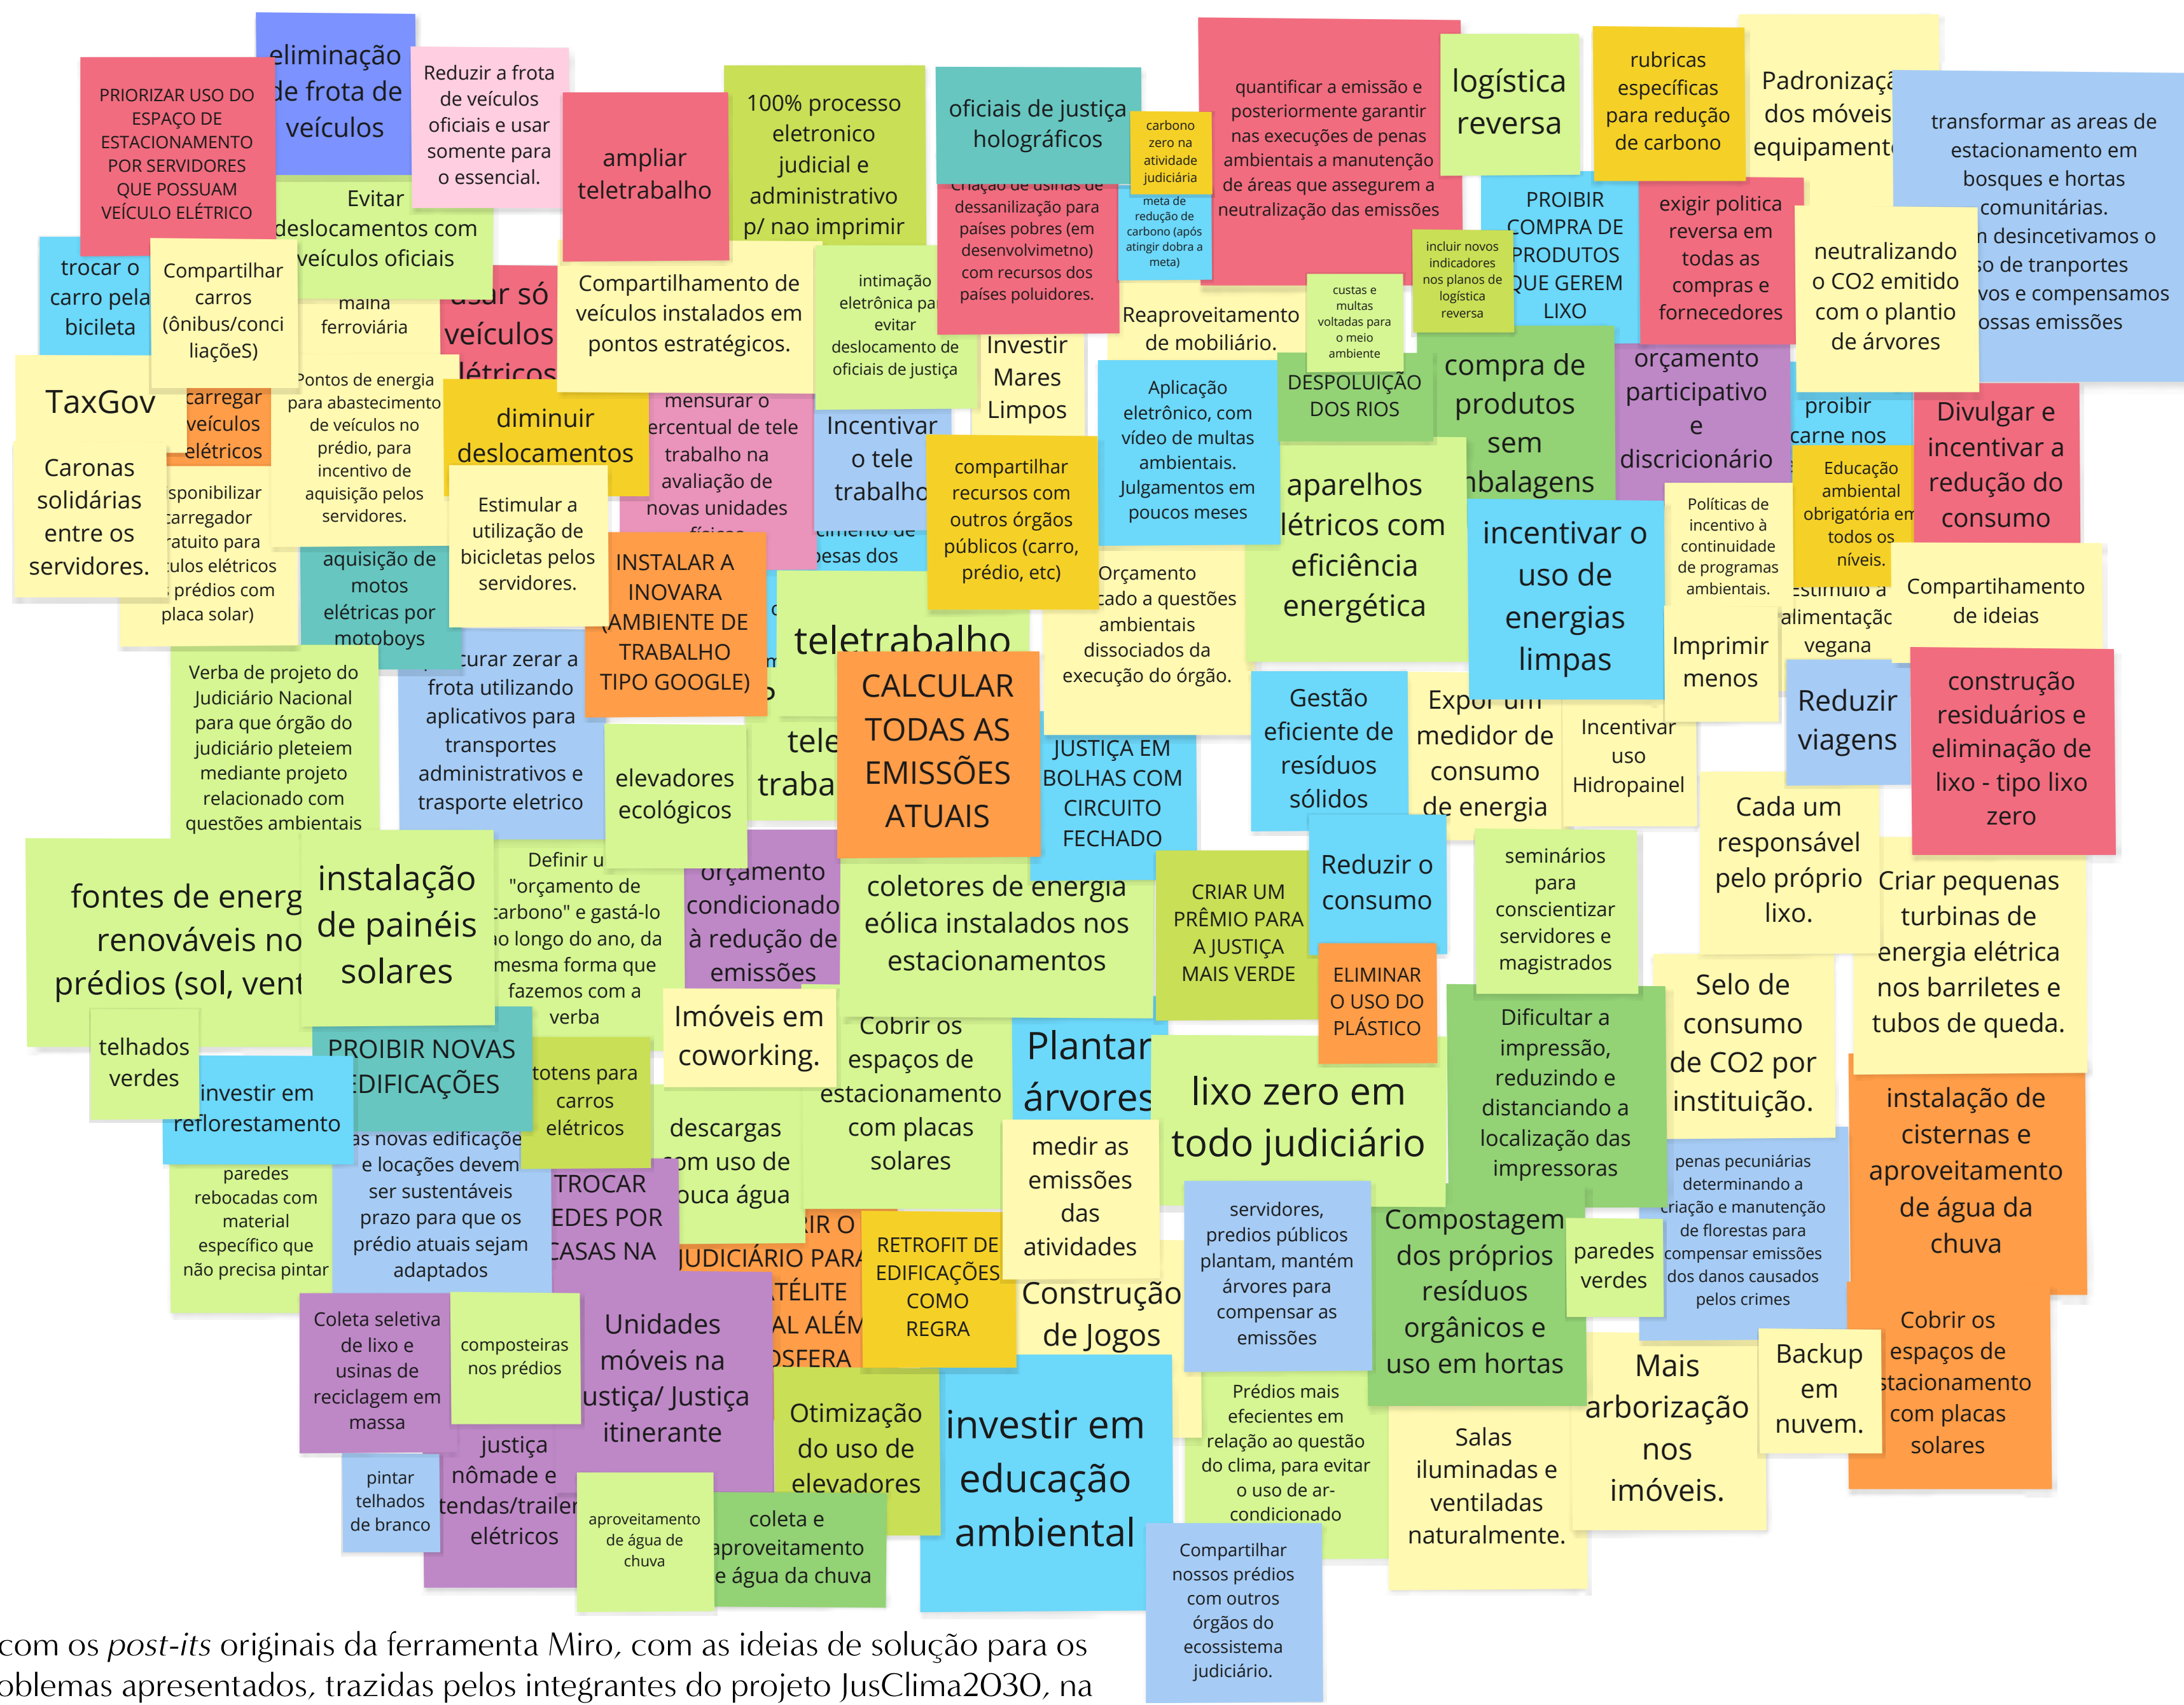 PRIORIZAR USO DO
ESPAÇO DE
ESTACIONAMENTO
POR SERVIDORES
QUE POSSUAM
VEÍCULO ELÉTRICO
eliminação
de frota de
veículos
Reduzir a frota
de veículos
oficiais e usar
somente para
o essencial.
ampliar
teletrabalho
100% processo
eletronico
judicial e
administrativo
p/ nao imprimir
oficiais de justiça
holográficos
carbono
zero na
atividade
judiciária
quantificar a emissão e
posteriormente garantir
nas execuções de penas
ambientais a manutenção
de áreas que assegurem a
neutralização das emissões
logística
reversa
rubricas
específicas
para redução
de carbono
dos móveis
transformar as areas de
estacionamento em
bosques e hortas
comunitárias.
desincetivamos o
de tranportes
e compensamos
emissões
Evitar
deslocamentos com
veículos oficiais
criação de usinas de
dessanilização para
países pobres (em
desenvolvimetno)
com recursos dos
países poluidores.
meta de
redução de
carbono (após
atingir dobra a
meta)
PROIBIR
COMPRA DE
PRODUTOS
QUE GEREM
LIXO
exigir politica
reversa em
todas as
compras e
fornecedores
neutralizando
o CO2 emitido
com o plantio
de árvores
trocar o
carro pela
bicileta
Compartilhar
carros
(ônibus/conci
liaçõeS)
malha
ferroviária
usar só
veículos
Compartilhamento de
veículos instalados em
pontos estratégicos.
intimação
eletrônica
evitar
deslocamento de
oficiais de justiça
Investir
Mares
Limpos
Reaproveitamento
de mobiliário.
custas e
multas
voltadas para
o meio
ambiente
incluir novos
indicadores
nos planos de
logística
reversa
TaxGov
carregar
veículos
elétricos
Pontos de energia
para abastecimento
de veículos no
prédio, para
incentivo de
aquisição pelos
servidores.
diminuir
deslocamentos
mensurar o
de tele
trabalho na
avaliação de
novas unidades
Incentivar
o tele
trabalho
compartilhar
recursos com
outros órgãos
públicos (carro,
prédio, etc)
Aplicação
eletrônico, com
vídeo de multas
ambientais.
Julgamentos em
poucos meses
DESPOLUIÇÃO
DOS RIOS
compra de
produtos
sem
orçamento
participativo
e
discricionário
proibir
carne nos
Divulgar e
incentivar a
redução do
consumo
Caronas
solidárias
entre os
servidores.
para
elétricos
prédios com
placa solar)
aquisição de
motos
elétricas por
motoboys
Estimular a
utilização de
bicicletas pelos
servidores.
INSTALAR A
INOVARA
(AMBIENTE DE
TRABALHO
TIPO GOOGLE)
dos
teletrabalho
Orçamento
a questões
ambientais
dissociados da
execução do órgão.
aparelhos
elétricos com
eficiência
energética
incentivar o
uso de
energias
limpas
Políticas de
incentivo à
continuidade
de programas
ambientais.
Educação
ambiental
obrigatória em
todos os
níveis.
Estímulo a
alimentação
vegana
Compartihamento
de ideias
Verba de projeto do
Judiciário Nacional
para que órgão do
judiciário pleteiem
mediante projeto
relacionado com
questões ambientais
zerar a
frota utilizando
aplicativos para
transportes
administrativos e
trasporte eletrico
elevadores
ecológicos
tele
CALCULAR
TODAS AS
EMISSÕES
ATUAIS
JUSTIÇA EM
BOLHAS COM
CIRCUITO
FECHADO
Gestão
eficiente de
resíduos
sólidos
Expor um
medidor de
consumo
de energia
Incentivar
uso
Hidropainel
Imprimir
menos
Reduzir
viagens
construção
residuários e
eliminação de
lixo - tipo lixo
zero
fontes de
renováveis
prédios (sol,
instalação
de painéis
solares
Definir
"orçamento de
carbono" e gastá-lo
ao longo do ano, da
mesma forma que
fazemos com a
verba
orçamento
condicionado
à redução de
emissões
coletores de energia
eólica instalados nos
estacionamentos
CRIAR UM
PRÊMIO PARA
A JUSTIÇA
MAIS VERDE
Reduzir o
consumo
ELIMINAR
O USO DO
PLÁSTICO
seminários
para
conscientizar
servidores e
magistrados
Cada um
responsável
pelo próprio
lixo.
Criar pequenas
turbinas de
energia elétrica
nos barriletes e
tubos de queda.
telhados
verdes
investir em
reflorestamento
PROIBIR NOVAS
EDIFICAÇÕES
totens para
carros
elétricos
Imóveis em
coworking.
Cobrir os
espaços de
estacionamento
com placas
solares
Plantar
árvores
lixo zero em
todo judiciário
Dificultar a
impressão,
reduzindo e
distanciando a
localização das
impressoras
Selo de
consumo
de CO2 por
instituição.
instalação de
cisternas e
aproveitamento
de água da
chuva
paredes
rebocadas com
material
específico que
não precisa pintar
as novas
e locações devem
ser sustentáveis
prazo para que os
prédio atuais sejam
adaptados
TROCAR
POR
CASAS NA
descargas
com uso de
pouca água
JUDICIÁRIO PARA
ALÉM
RETROFIT DE
EDIFICAÇÕES
COMO
REGRA
medir as
emissões
das
atividades
Construção
de Jogos
servidores,
predios públicos
plantam, mantém
árvores para
compensar as
emissões
Compostagem
dos próprios
resíduos
orgânicos e
uso em hortas
paredes
verdes
penas pecuniárias
determinando a
criação e manutenção
de florestas para
compensar emissões
dos danos causados
pelos crimes
Coleta seletiva
de lixo e
usinas de
reciclagem em
massa
composteiras
nos prédios
Unidades
móveis na
justiça/ Justiça
itinerante
Otimização
do uso de
elevadores
investir em
educação
ambiental
Prédios mais
efecientes em
relação ao questão
do clima, para evitar
o uso de ar-
condicionado
Salas
iluminadas e
ventiladas
naturalmente.
Mais
arborização
nos
imóveis.
Backup
em
nuvem.
Cobrir os
espaços de
estacionamento
com placas
solares
pintar
telhados
de branco
justiça
nômade e
elétricos
aproveitamento
de água de
chuva
coleta e
aproveitamento
de água da chuva
Compartilhar
nossos prédios
com outros
órgãos do
ecossistema
judiciário.
com os post-its originais da ferramenta Miro, com as ideias de solução para os
oblemas apresentados, trazidas pelos integrantes do projeto JusClima2030, na